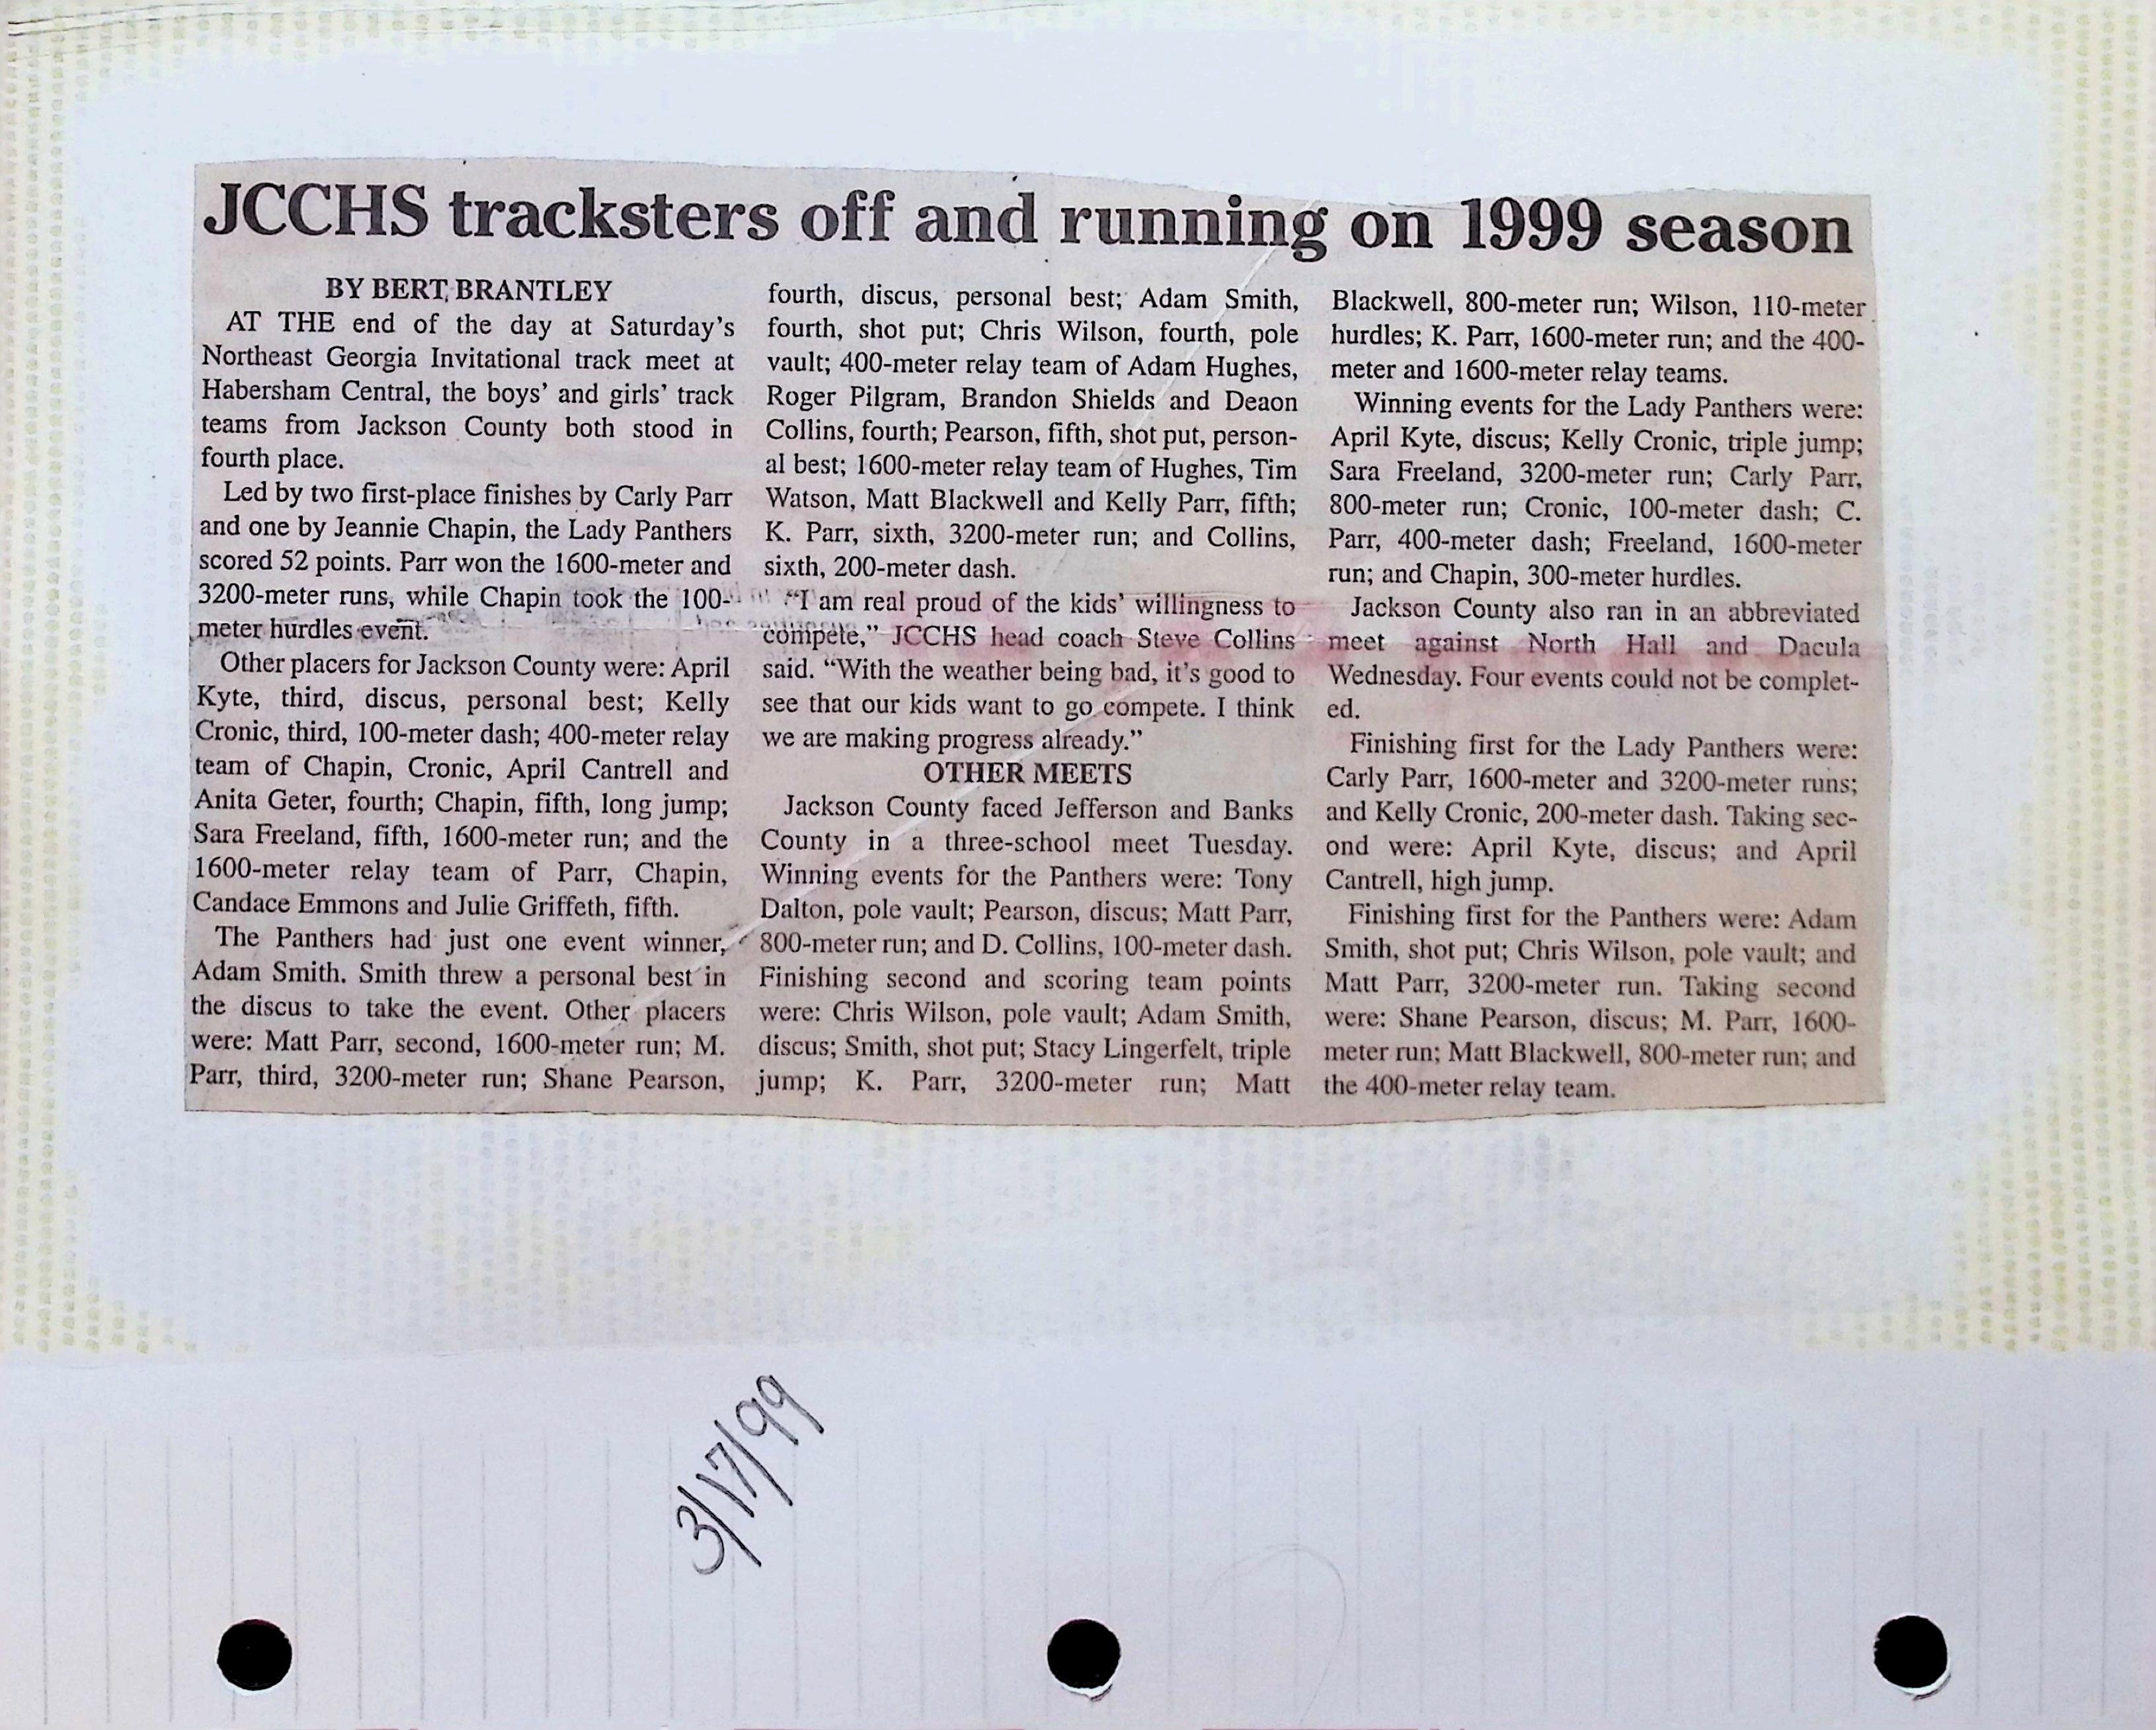 JCCHS tracksters off and running on 1999 season
BY BERT BRANTLEY
AT THE end of the day at Saturday's
Northeast Georgia Invitational track meet at
Habersham Central, the boys' and girls' track
teams from Jackson County both stood in
fourth place.
Led by two first-place finishes by Carly Parr
and one by Jeannie Chapin, the Lady Panthers
scored 52 points. Parr won the 1600-meter and
3200-meter runs, while Chapin took the 100-
meter hurdles event.
Other placers for Jackson County were: April
Kyte, third, discus, personal best; Kelly
Cronic, third, 100-meter dash; 400-meter relay
team of Chapin, Cronic, April Cantrell and
Anita Geter, fourth; Chapin, fifth, long jump;
Sara Freeland, fifth, 1600-meter run; and the
1600-meter relay team of Parr, Chapin,
Candace Emmons and Julie Griffeth, fifth.
The Panthers had just one event winner,
Adam Smith. Smith threw a personal best in
the discus to take the event. Other placers
were: Matt Parr, second, 1600-meter run; M.
Parr, third, 3200-meter run; Shane Pearson,
fourth, discus, personal best; Adam Smith,
fourth, shot put; Chris Wilson, fourth, pole
vault; 400-meter relay team of Adam Hughes,
Roger Pilgram, Brandon Shields and Deaon
Collins, fourth; Pearson, fifth, shot put, person-
al best; 1600-meter relay team of Hughes, Tim
Watson, Matt Blackwell and Kelly Parr, fifth;
K. Parr, sixth, 3200-meter run; and Collins,
sixth, 200-meter dash.
"I am real proud of the kids' willingness to
compete," JCCHS head coach Steve Collins
said. "With the weather being bad, it's good to
see that our kids want to go compete. I think
we are making progress already."
OTHER MEETS
Jackson County faced Jefferson and Banks
County in a three-school meet Tuesday.
Winning events for the Panthers were: Tony
Dalton, pole vault; Pearson, discus; Matt Parr,
800-meter run; and D. Collins, 100-meter dash.
Finishing second and scoring team points
were: Chris Wilson, pole vault; Adam Smith,
discus; Smith, shot put; Stacy Lingerfelt, triple
jump; K. Parr, 3200-meter run; Matt
Blackwell, 800-meter run; Wilson, 110-meter
hurdles; K. Parr, 1600-meter run; and the 400-
meter and 1600-meter relay teams.
Winning events for the Lady Panthers were:
April Kyte, discus; Kelly Cronic, triple jump;
Sara Freeland, 3200-meter run; Carly Parr,
800-meter run; Cronic, 100-meter dash; C.
Parr, 400-meter dash; Freeland, 1600-meter
run; and Chapin, 300-meter hurdles.
Jackson County also ran in an abbreviated
meet against North Hall and Dacula
Wednesday. Four events could not be complet-
ed.
Finishing first for the Lady Panthers were:
Carly Parr, 1600-meter and 3200-meter runs;
and Kelly Cronic, 200-meter dash. Taking sec-
ond were: April Kyte, discus; and April
Cantrell, high jump.
Finishing first for the Panthers were: Adam
Smith, shot put; Chris Wilson, pole vault; and
Matt Parr, 3200-meter run. Taking second
were: Shane Pearson, discus; M. Parr, 1600-
meter run; Matt Blackwell, 800-meter run; and
the 400-meter relay team.
3/17/99